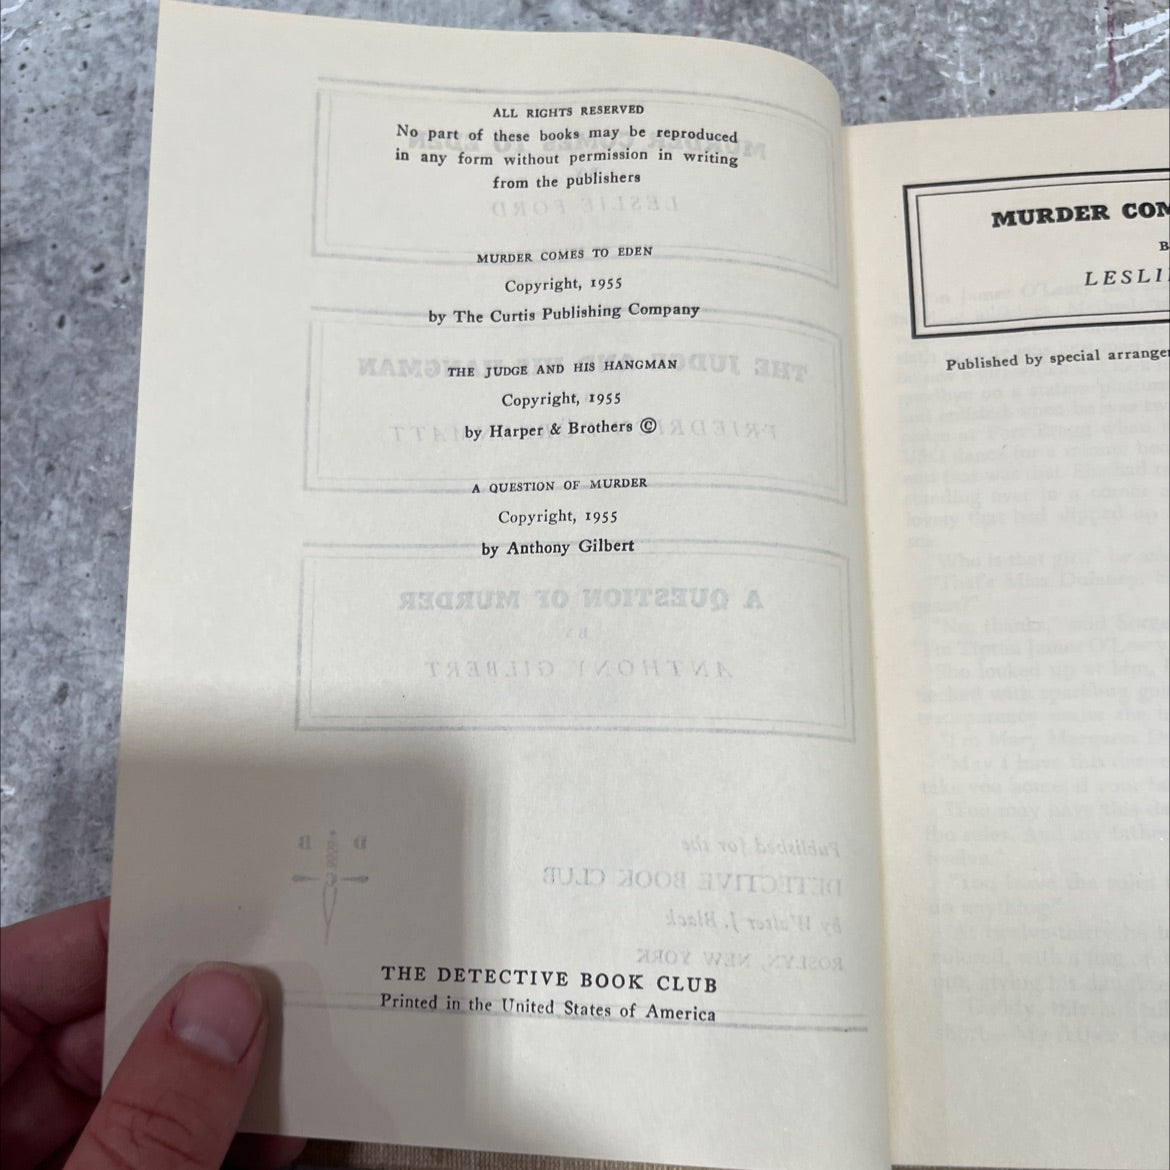 ALL RIGHTS RESERVED
No part of these books may be reproduced
in any form without permission in writing
from the publishers
MURDER COMES TO EDEN
Copyright, 1955
by The Curtis Publishing Company
THE JUDGE AND HIS HANGMAN
Copyright, 1955
by Harper & Brothers ©
A QUESTION OF MURDER
Copyright, 1955
by Anthony Gilbert
THE DETECTIVE BOOK CLUB
Printed in the United States of America
MURDER COM
B
LESLI
Published by special arrange